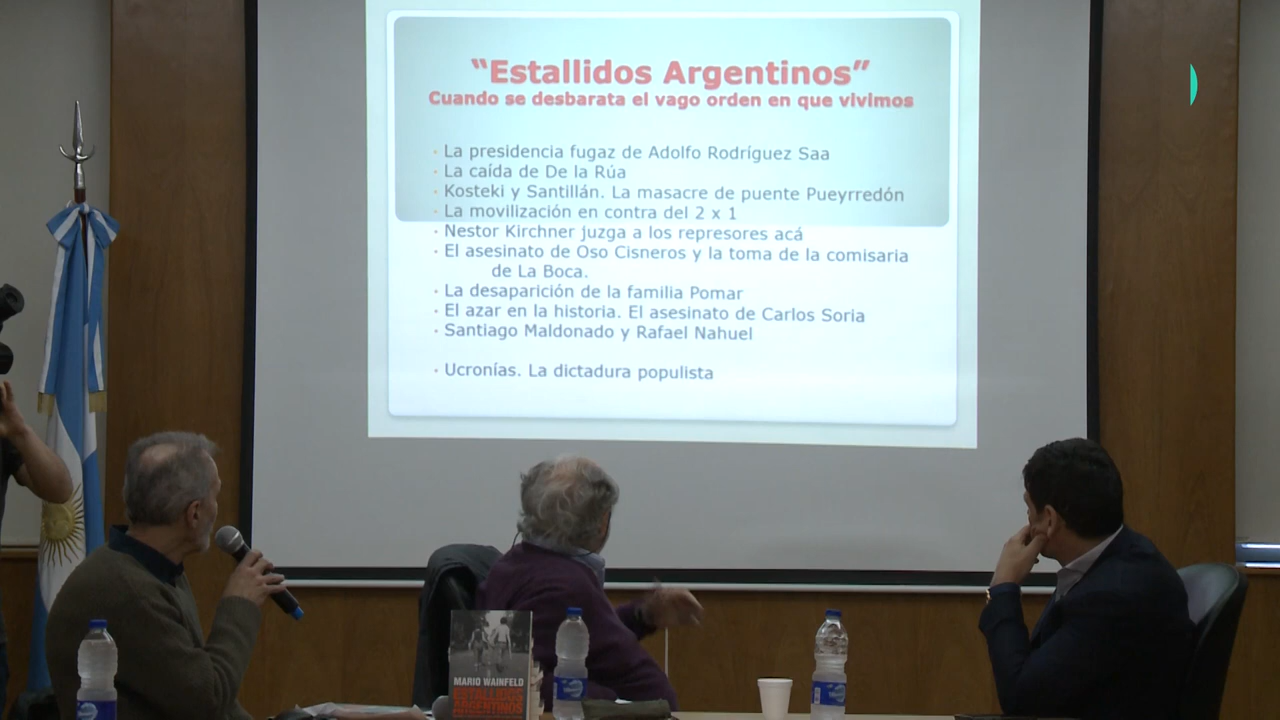 “Estallidos Argentinos”
Cuando se desbarata el vago orden en que vivimos
· La presidencia fugaz de Adolfo Rodríguez Saa
· La caída de De la Rúa
· Kosteki y Santillán. La masacre de puente Pueyrredón
· La movilización en contra del 2 x 1
· Nestor Kirchner juzga a los represores acá
· El asesinato de Oso Cisneros y la toma de la comisaria
de La Boca.
· La desaparición de la familia Pomar
· El azar en la historia. El asesinato de Carlos Soria
· Santiago Maldonado y Rafael Nahuel
· Ucronías. La dictadura populista
MARIO WAINFELD
ESTALLIDOS
ARGENTINOS